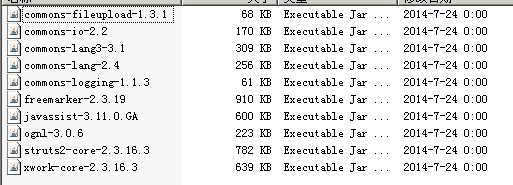 commons-fileupload-1.3.1 68 KB Executable Jar ... 2014-7-24 0:00
commons-io-2.2 170 KB Executable Jar ... 2014-7-24 0:00
commons-lang3-3.1 309 KB Executable Jar ... 2014-7-24 0:00
commons-lang-2.4 256 KB Executable Jar ... 2014-7-24 0:00
commons-logging-1.1.3 61 KB Executable Jar ... 2014-7-24 0:00
freemarker-2.3.19 910 KB Executable Jar ... 2014-7-24 0:00
javassist-3.11.0.GA 600 KB Executable Jar ... 2014-7-24 0:00
ognl-3.0.6 223 KB Executable Jar ... 2014-7-24 0:00
struts2-core-2.3.16.3 782 KB Executable Jar ... 2014-7-24 0:00
xwork-core-2.3.16.3 639 KB Executable Jar ... 2014-7-24 0:00